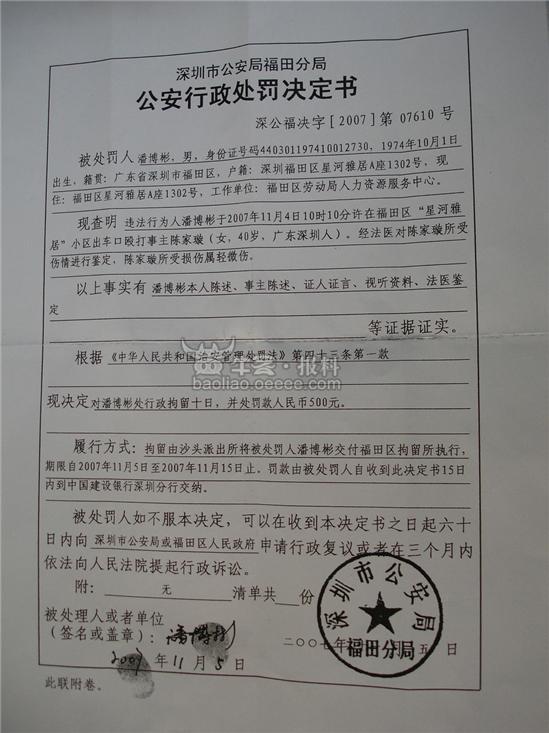 深圳市公安局福田分局
公安行政处罚决定书
深公福决字[2007]第 07610 号
被处罚人 潘博彬，男，身份证号码440301197410012730，1974年10月1日
出生，籍贯：广东省深圳市福田区，户籍：深圳福田区星河雅居A座1302号，现
住：福田区星河雅居A座1302号，工作单位：福田区劳动局人力资源服务中心。
现查明 违法行为人潘博彬于2007年11月4日10时10分许在福田区“星河雅
居”小区出车口殴打事主陈家璇（女，40岁，广东深圳人）。经法医对陈家璇所受
伤情进行鉴定，陈家璇所受损伤属轻微伤。
以上事实有 潘博彬本人陈述、事主陈述、证人证言、视听资料、法医鉴
定
等证据证实。
根据 《中华人民共和国治安管理处罚法》第四十三条第一款
车会·报料
baoliao.oeeee.com
现决定 对潘博彬处行政拘留十日，并处罚款人民币500元。
履行方式：拘留由沙头派出所将被处罚人潘博彬交付福田区拘留所执行，
期限自2007年11月5日至2007年11月15日止。罚款由被处罚人自收到此决定书15日
内到中国建设银行深圳分行交纳。
被处罚人如不服本决定，可以在收到本决定书之日起六十
日内向 深圳市公安局或福田区人民政府 申请行政复议或者在三个月内
依法向人民法院提起行政诉讼。
附： 无 清单共 份
被处理人或者单位
（签名或盖章）：潘博彬
深圳市公安局
福田分局
二〇〇七年 五日
2007年11月5日
此联附卷。